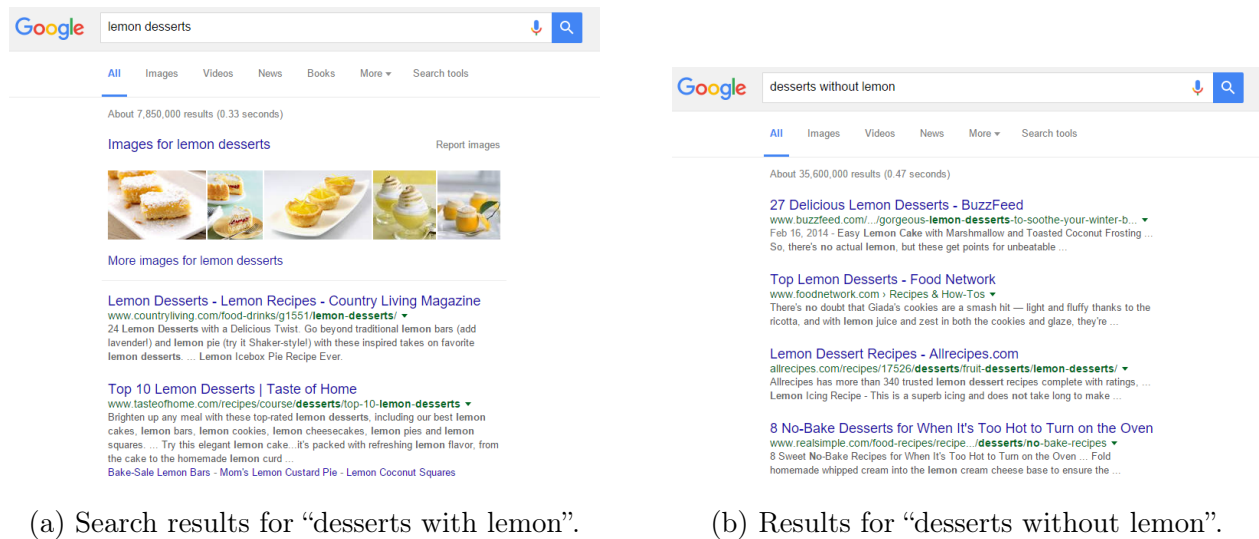 Google
lemon desserts
All Images Videos News Books More Search tools
About 7,850,000 results (0.33 seconds)
Images for lemon desserts Report images
More images for lemon desserts
Lemon Desserts - Lemon Recipes - Country Living Magazine
www.countryliving.com/food-drinks/g1551/lemon-desserts/
24 Lemon Desserts with a Delicious Twist. Go beyond traditional lemon bars (add
lavender!) and lemon pie (try it Shaker-style!) with these inspired takes on favorite
lemon desserts. ... Lemon Icebox Pie Recipe Ever.
Top 10 Lemon Desserts | Taste of Home
www.tasteofhome.com/recipes/course/desserts/top-10-lemon-desserts
Brighten up any meal with these top-rated lemon desserts, including our best lemon
cakes, lemon bars, lemon cookies, lemon cheesecakes, lemon pies and lemon
squares. ... Try this elegant lemon cake...it's packed with refreshing lemon flavor, from
the cake to the homemade lemon curd ...
Bake-Sale Lemon Bars - Mom's Lemon Custard Pie - Lemon Coconut Squares
(a) Search results for “desserts with lemon”.
Google
desserts without lemon
All Images Videos News More Search tools
About 35,600,000 results (0.47 seconds)
27 Delicious Lemon Desserts - BuzzFeed
www.buzzfeed.com/.../gorgeous-lemon-desserts-to-soothe-your-winter-b...
Feb 16, 2014 - Easy Lemon Cake with Marshmallow and Toasted Coconut Frosting ...
So, there's no actual lemon, but these get points for unbeatable ...
Top Lemon Desserts - Food Network
www.foodnetwork.com › Recipes & How-Tos
There's no doubt that Giada's cookies are a smash hit — light and fluffy thanks to the
ricotta, and with lemon juice and zest in both the cookies and glaze, they're ...
Lemon Dessert Recipes - Allrecipes.com
allrecipes.com/recipes/17526/desserts/fruit-desserts/lemon-desserts/
Allrecipes has more than 340 trusted lemon dessert recipes complete with ratings, ...
Lemon Icing Recipe - This is a superb icing and does not take long to make ...
8 No-Bake Desserts for When It's Too Hot to Turn on the Oven
www.realsimple.com/food-recipes/recipe.../desserts/no-bake-recipes
8 Sweet No-Bake Recipes for When It's Too Hot to Turn on the Oven ... Fold
homemade whipped cream into the lemon cream cheese base to ensure the ...
(b) Results for “desserts without lemon”.